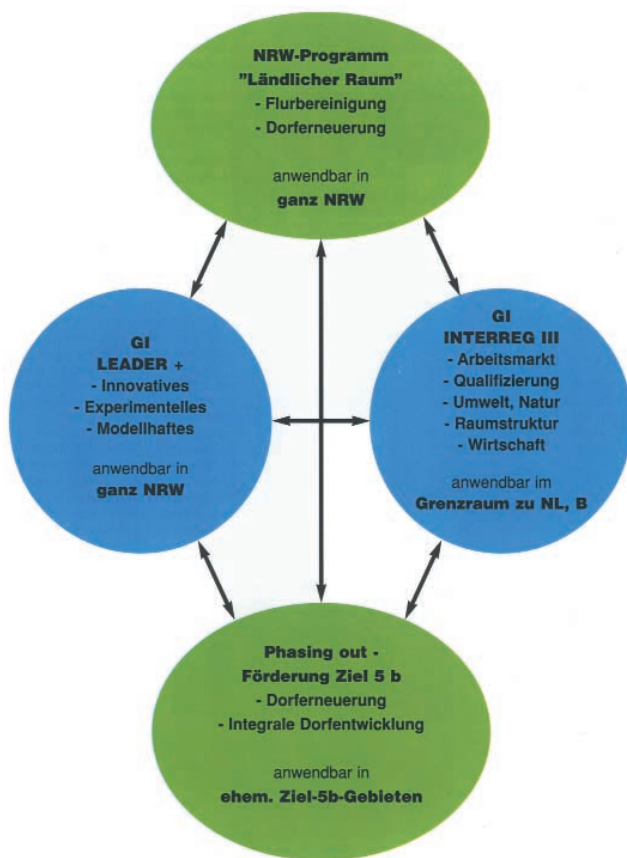 NRW-Programm
”Ländlicher Raum”
- Flurbereinigung
- Dorferneuerung
anwendbar in
ganz NRW
GI
LEADER +
- Innovatives
- Experimentelles
- Modellhaftes
anwendbar in
ganz NRW
GI
INTERREG III
- Arbeitsmarkt
- Qualifizierung
- Umwelt, Natur
- Raumstruktur
- Wirtschaft
anwendbar im
Grenzraum zu NL, B
Phasing out -
Förderung Ziel 5 b
- Dorferneuerung
- Integrale Dorfentwicklung
anwendbar in
ehem. Ziel-5b-Gebieten